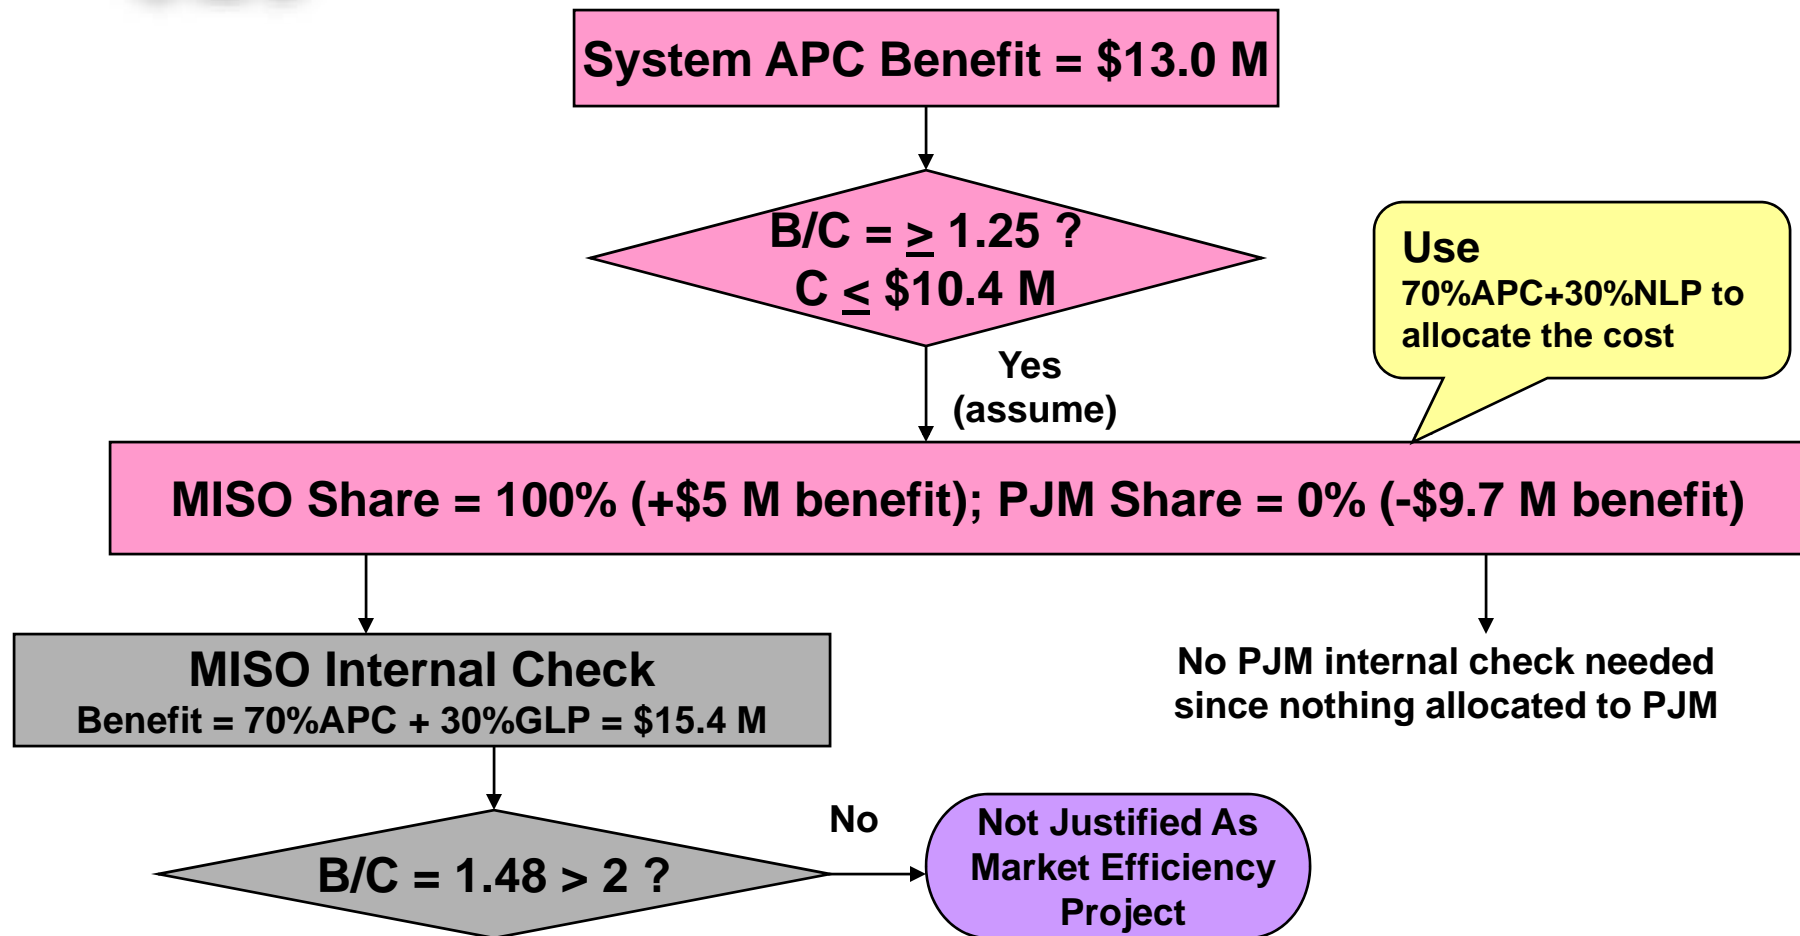 System APC Benefit = $13.0 M
B/C = ≥ 1.25 ?
C ≤ $10.4 M
Use
70%APC+30%NLP to
allocate the cost
Yes
(assume)
MISO Share = 100% (+$5 M benefit); PJM Share = 0% (-$9.7 M benefit)
MISO Internal Check
Benefit = 70%APC + 30%GLP = $15.4 M
No PJM internal check needed
since nothing allocated to PJM
B/C = 1.48 > 2 ?
No
Not Justified As
Market Efficiency
Project